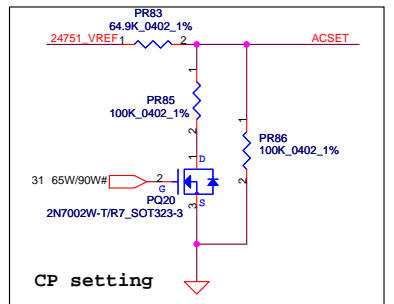 PR83
64.9K_0402_1%
24751_VREF 1 2 ACSET
1
PR85
100K_0402_1%
2
1
PR86
100K_0402_1%
2
1 D
31 65W/90W# 2 G
PQ20
3 S
2N7002W-T/R7_SOT323-3
CP setting